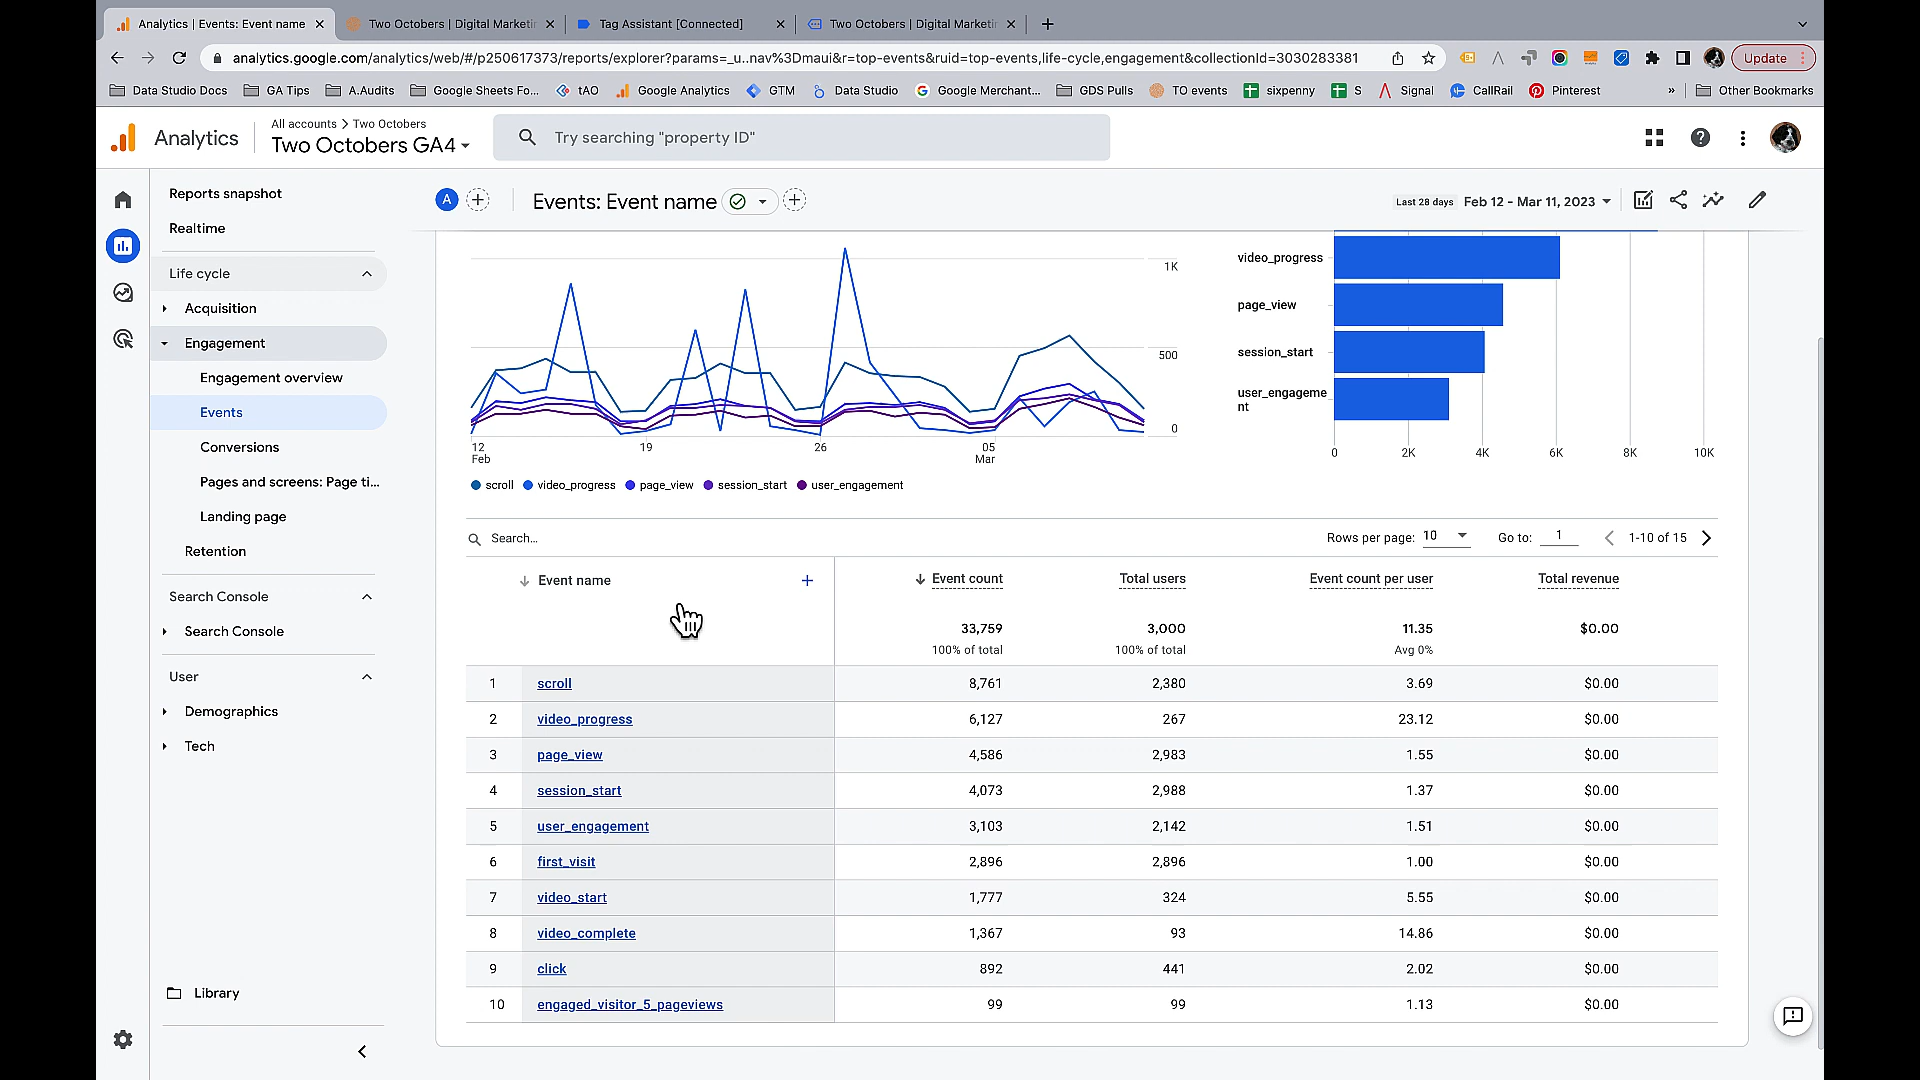 Analytics | Events: Event name
Two Octobers | Digital Marketi
Tag Assistant [Connected]
Two Octobers | Digital Marketi
analytics.google.com/analytics/web/#/p250617373/reports/explorer?params=_u..nav%3Dmaui&r=top-events&ruid=top-events,life-cycle,engagement&collectionId=3030283381
Update
Data Studio Docs
GA Tips
A.Audits
Google Sheets Fo...
tAO
Google Analytics
GTM
Data Studio
Google Merchant...
GDS Pulls
TO events
sixpenny
S
Signal
CallRail
Pinterest
»
Other Bookmarks
Analytics
All accounts > Two Octobers
Two Octobers GA4
Try searching "property ID"
Reports snapshot
Realtime
Life cycle
Acquisition
Engagement
Engagement overview
Events
Conversions
Pages and screens: Page ti...
Landing page
Retention
Search Console
Search Console
User
Demographics
Tech
Library
A
Events: Event name
Last 28 days Feb 12 - Mar 11, 2023
1K
500
0
12
Feb
19
26
05
Mar
scroll video_progress page_view session_start user_engagement
video_progress
page_view
session_start
user_engageme
nt
0 2K 4K 6K 8K 10K
Search...
Rows per page: 10 Go to: 1 1-10 of 15
Event name + Event count Total users Event count per user Total revenue
33,759 3,000 11.35 $0.00
100% of total 100% of total Avg 0%
1 scroll 8,761 2,380 3.69 $0.00
2 video_progress 6,127 267 23.12 $0.00
3 page_view 4,586 2,983 1.55 $0.00
4 session_start 4,073 2,988 1.37 $0.00
5 user_engagement 3,103 2,142 1.51 $0.00
6 first_visit 2,896 2,896 1.00 $0.00
7 video_start 1,777 324 5.55 $0.00
8 video_complete 1,367 93 14.86 $0.00
9 click 892 441 2.02 $0.00
10 engaged_visitor_5_pageviews 99 99 1.13 $0.00